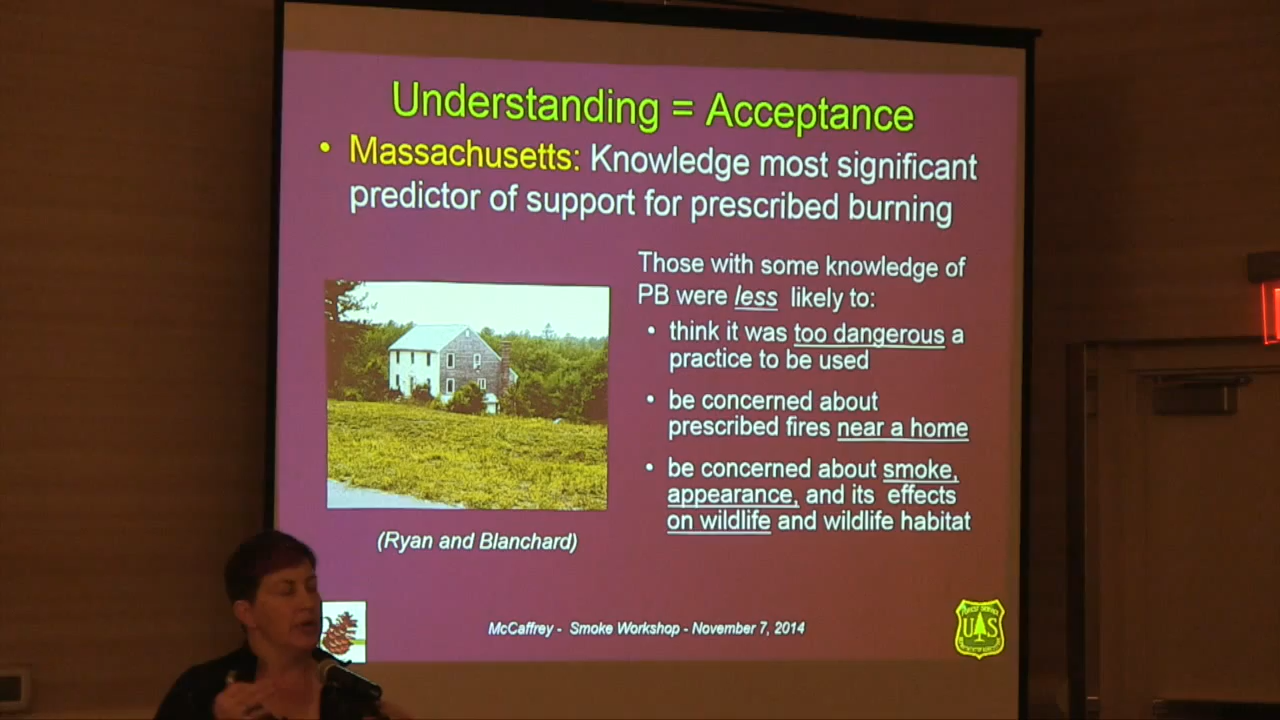 Understanding = Acceptance
• Massachusetts: Knowledge most significant
predictor of support for prescribed burning
Those with some knowledge of
PB were less likely to:
• think it was too dangerous a
practice to be used
• be concerned about
prescribed fires near a home
• be concerned about smoke,
appearance, and its effects
on wildlife and wildlife habitat
(Ryan and Blanchard)
McCaffrey - Smoke Workshop - November 7, 2014
FOREST SERVICE
US